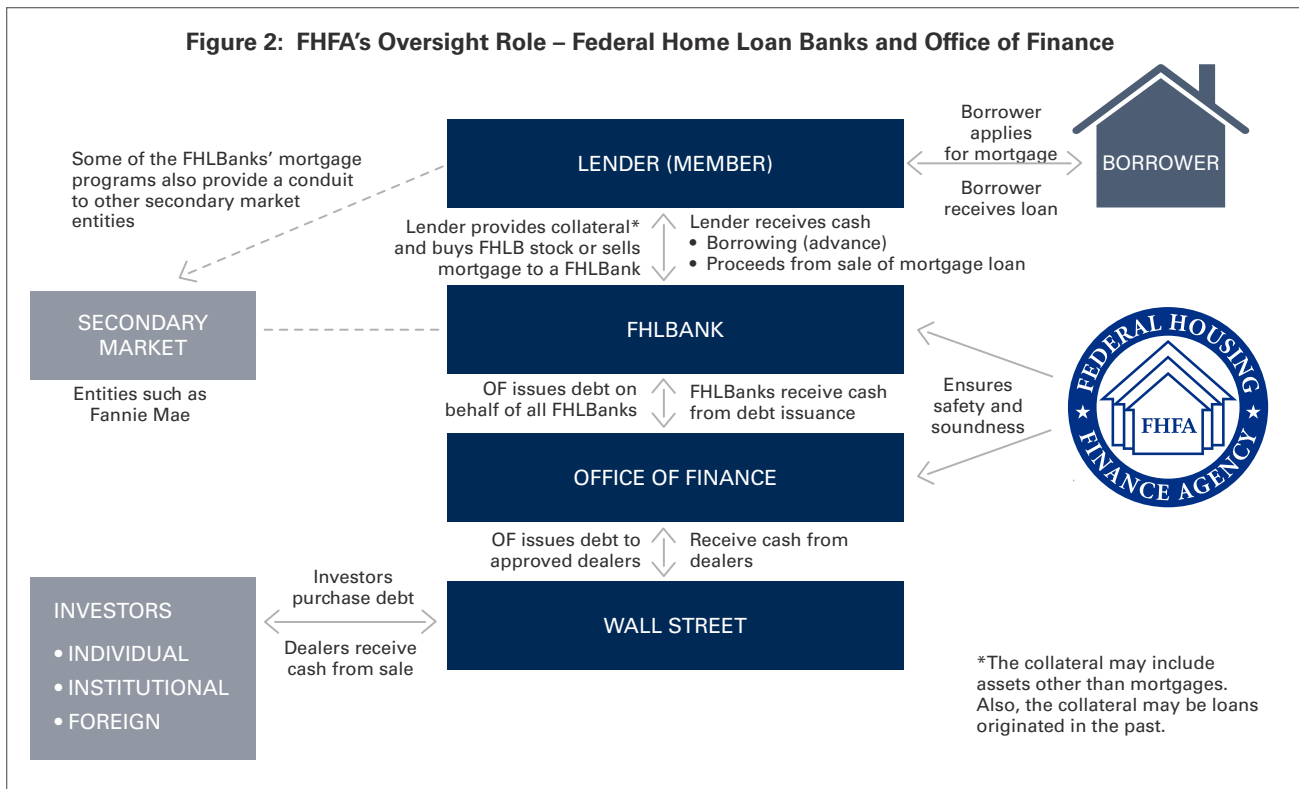 Figure 2:  FHFA's Oversight Role – Federal Home Loan Banks and Office of Finance
Borrower
applies
for mortgage
BORROWER
Borrower
receives loan
LENDER (MEMBER)
Some of the FHLBanks' mortgage
programs also provide a conduit
to other secondary market
entities
Lender provides collateral*
and buys FHLB stock or sells
mortgage to a FHLBank
Lender receives cash
• Borrowing (advance)
• Proceeds from sale of mortgage loan
SECONDARY
MARKET
Entities such as
Fannie Mae
FHLBANK
OF issues debt on
behalf of all FHLBanks
FHLBanks receive cash
from debt issuance
Ensures
safety and
soundness
FEDERAL HOUSING
FHFA
FINANCE AGENCY
OFFICE OF FINANCE
OF issues debt to
approved dealers
Receive cash from
dealers
INVESTORS
• INDIVIDUAL
• INSTITUTIONAL
• FOREIGN
Investors
purchase debt
Dealers receive
cash from sale
WALL STREET
*The collateral may include
assets other than mortgages.
Also, the collateral may be loans
originated in the past.